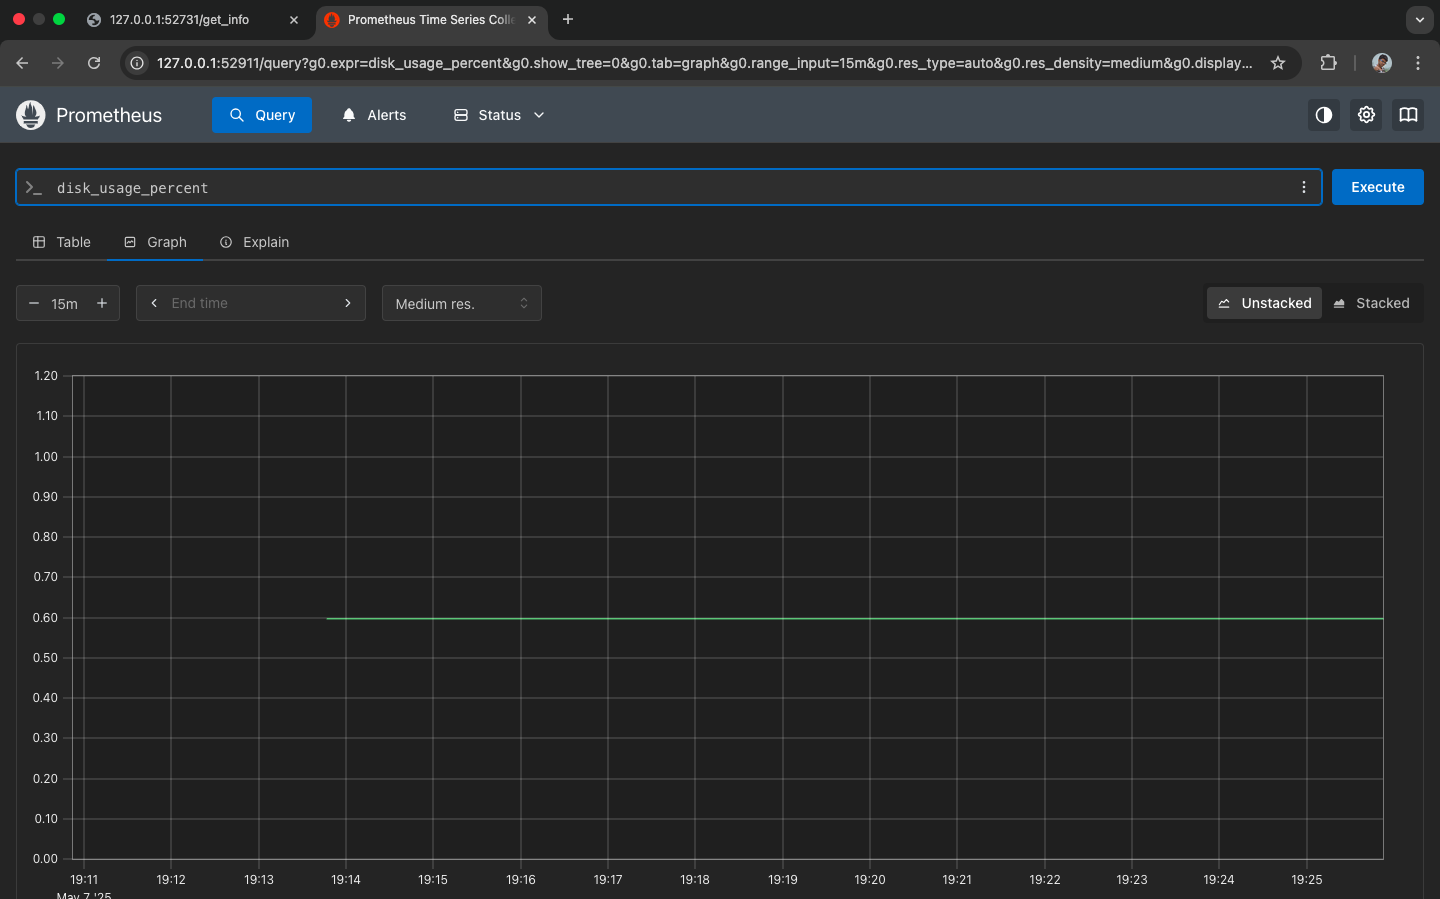 127.0.0.1:52731/get_info
Prometheus Time Series Colle
127.0.0.1:52911/query?g0.expr=disk_usage_percent&g0.show_tree=0&g0.tab=graph&g0.range_input=15m&g0.res_type=auto&g0.res_density=medium&g0.display...
Prometheus Query Alerts Status
>_ disk_usage_percent Execute
Table Graph Explain
− 15m + End time Medium res. Unstacked Stacked
1.20
1.10
1.00
0.90
0.80
0.70
0.60
0.50
0.40
0.30
0.20
0.10
0.00
19:11 19:12 19:13 19:14 19:15 19:16 19:17 19:18 19:19 19:20 19:21 19:22 19:23 19:24 19:25
May 7 '25